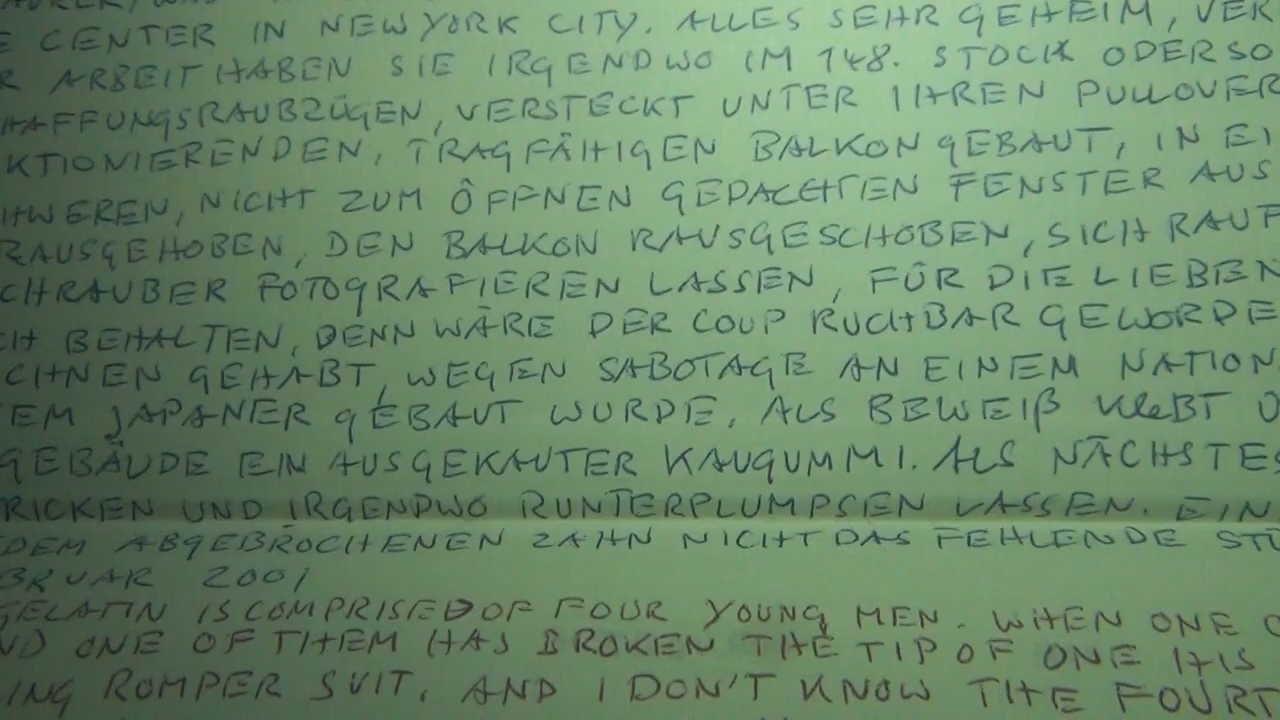 E CENTER IN NEW YORK CITY. ALLES SEHR GEHEIM, VER
R ARBEIT HABEN SIE IRGENDWO IM 148. STOCK ODER SO
HAFFUNGSRAUBZÜGEN, VERSTECKT UNTER IHREN PULLOVER
KTIONIERENDEN, TRAGFÄHIGEN BALKON GEBAUT, IN EI
HWEREN, NICHT ZUM ÖFFNEN GEDACHTEN FENSTER AUS
RAUSGEHOBEN, DEN BALKON RAUSGESCHOBEN, SICH RAUF
CHRAUBER FOTOGRAFIEREN LASSEN, FÜR DIE LIEBEN
CH BEHALTEN, DENN WÄRE DER COUP RUCHBAR GEWORDE
CHNEN GEHABT, WEGEN SABOTAGE AN EINEM NATION
EM JAPANER GEBAUT WURDE. ALS BEWEIß KLEBT
GEBÄUDE EIN AUSGEKAUTER KAUGUMMI. ALS NÄCHSTES
RICKEN UND IRGENDWO RUNTERPLUMPSEN LASSEN. EIN
DEM ABGEBROCHENEN ZAHN NICHT DAS FEHLENDE STÜ
BRUAR 2001
GELATIN IS COMPRISED OF FOUR YOUNG MEN. WHEN ONE
ND ONE OF THEM HAS BROKEN THE TIP OF ONE HIS
ING ROMPER SUIT. AND I DON'T KNOW THE FOURT